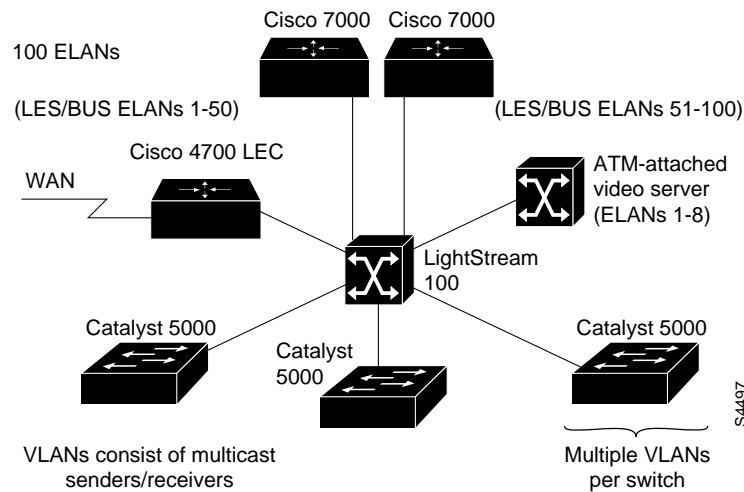 Cisco 7000
Cisco 7000
100 ELANs
(LES/BUS ELANs 1-50)
(LES/BUS ELANs 51-100)
Cisco 4700 LEC
WAN
ATM-attached
video server
(ELANs 1-8)
LightStream
100
Catalyst 5000
Catalyst
5000
Catalyst 5000
S4497
VLANs consist of multicast
senders/receivers
Multiple VLANs
per switch